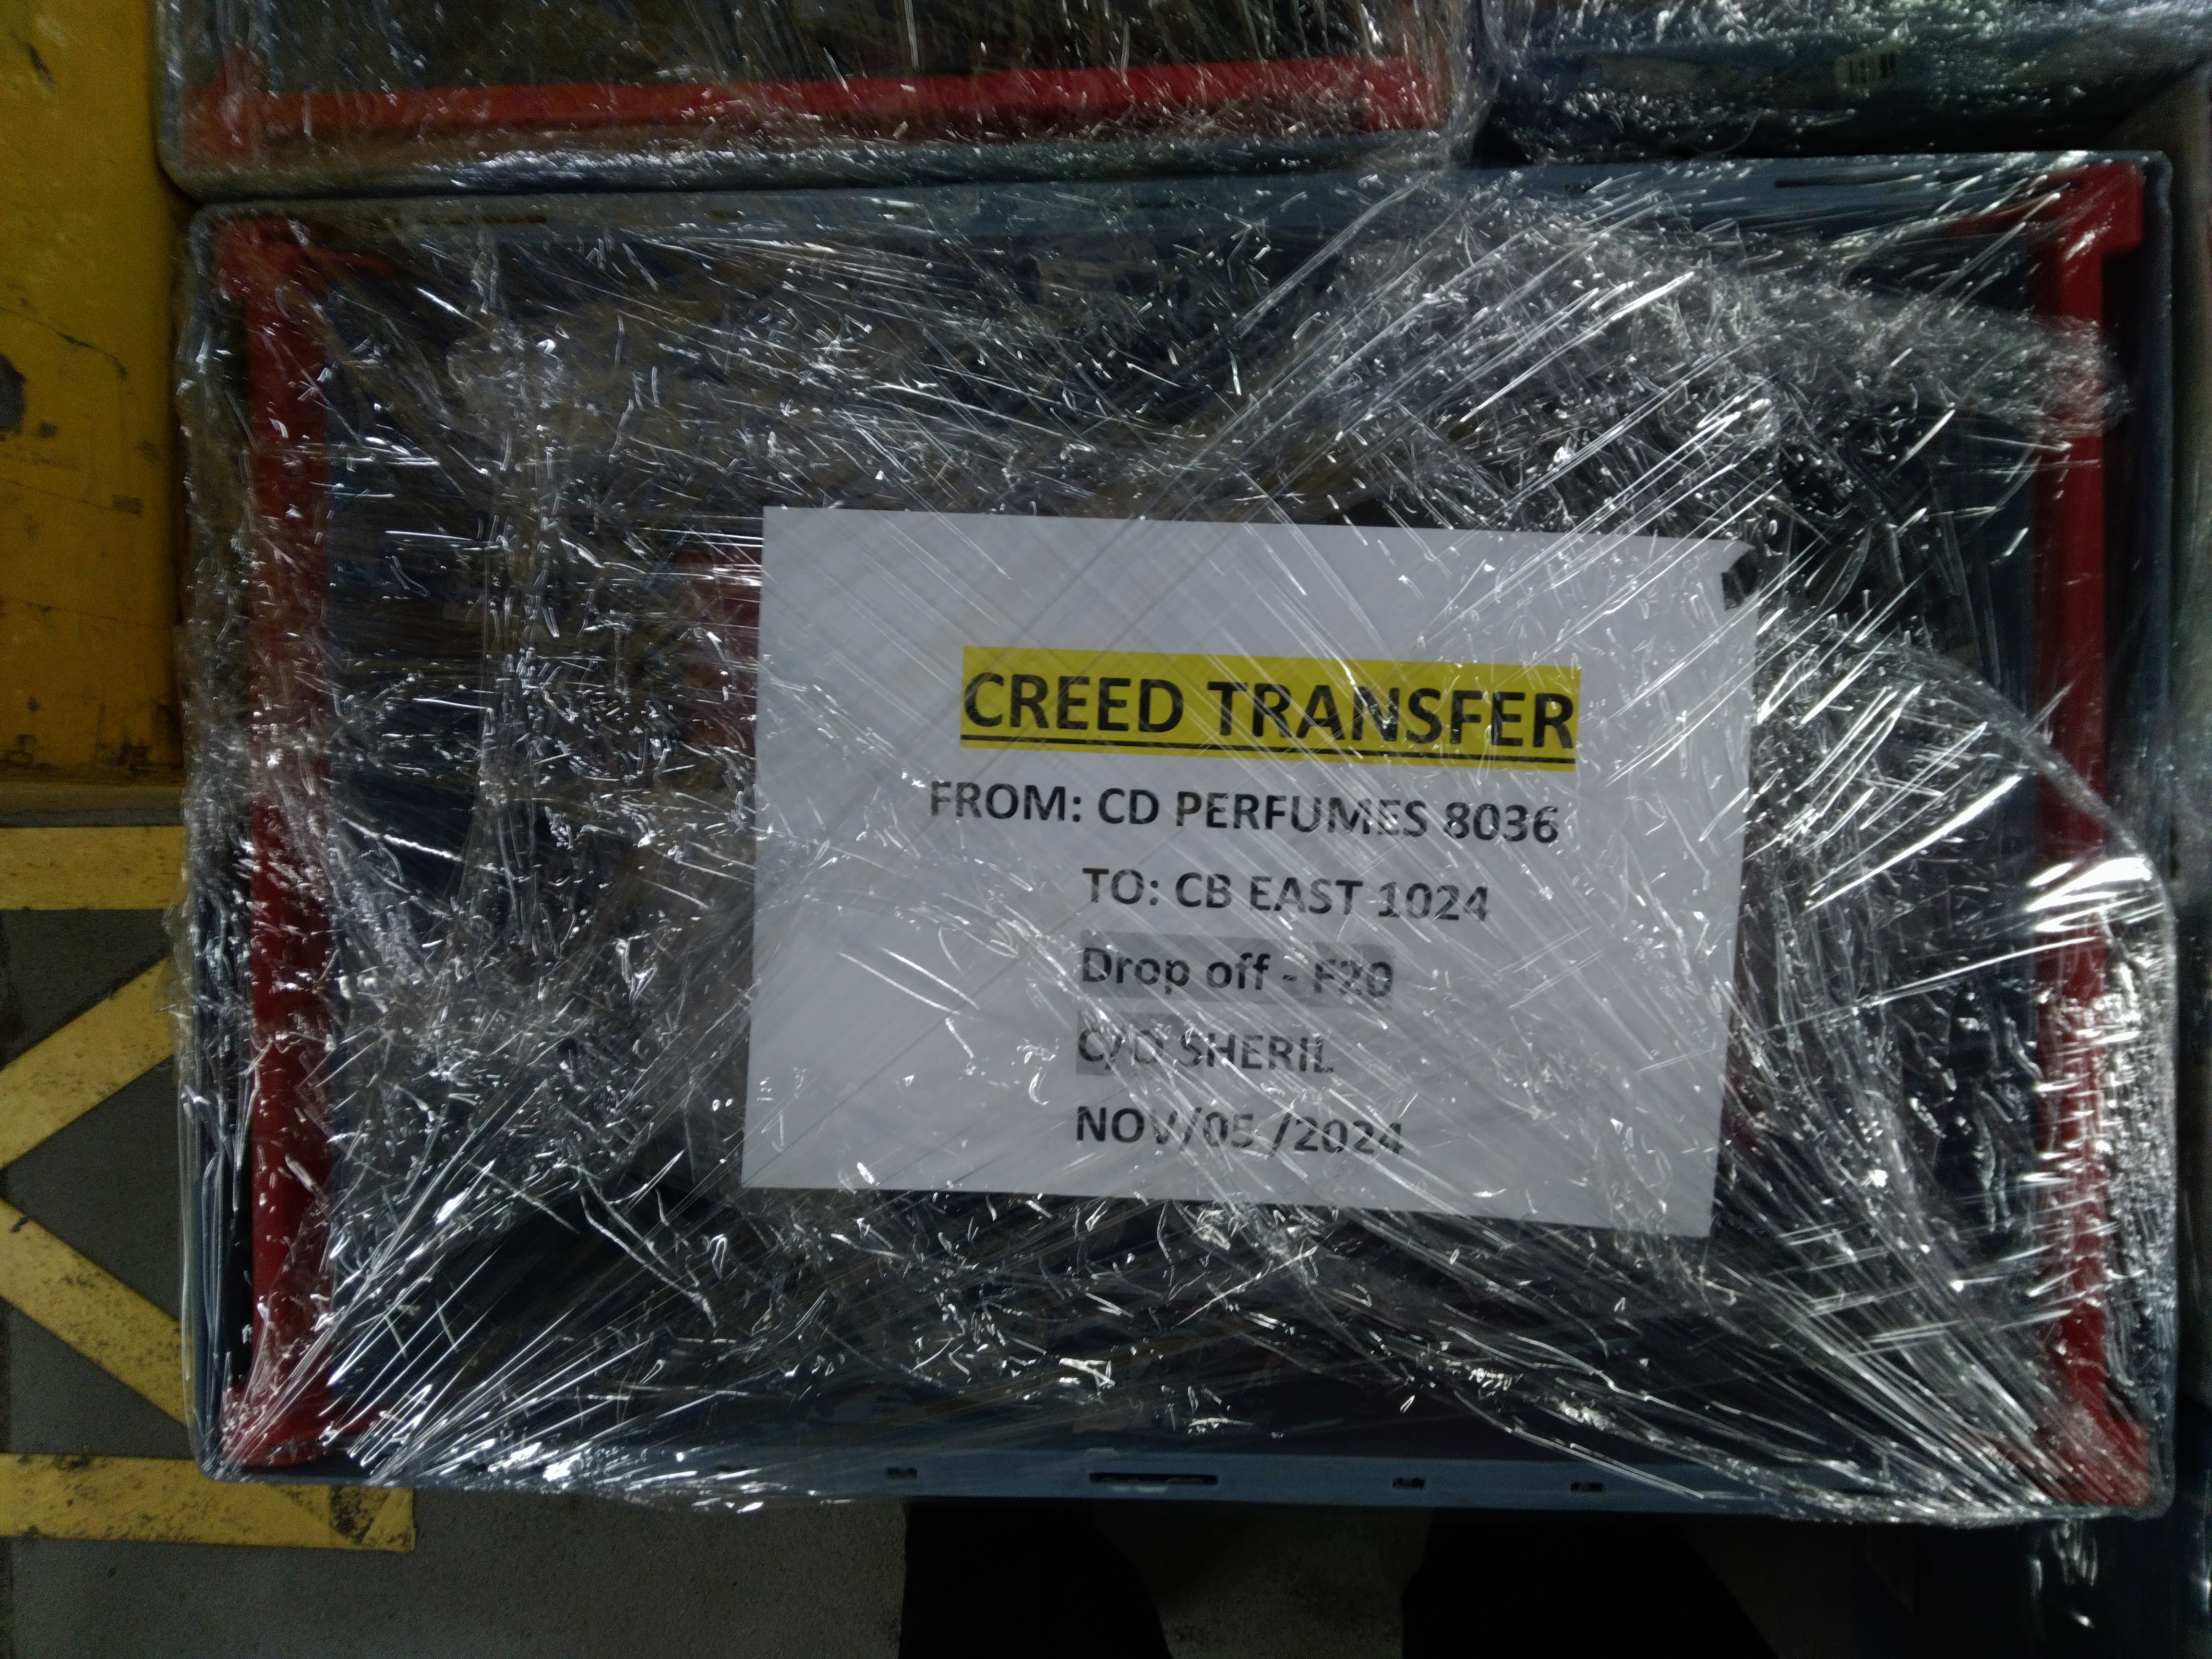 CREED TRANSFER
FROM: CD PERFUMES 8036
TO: CB EAST 1024
Drop off - F20
C/O SHERIL
NOV/05 /2024